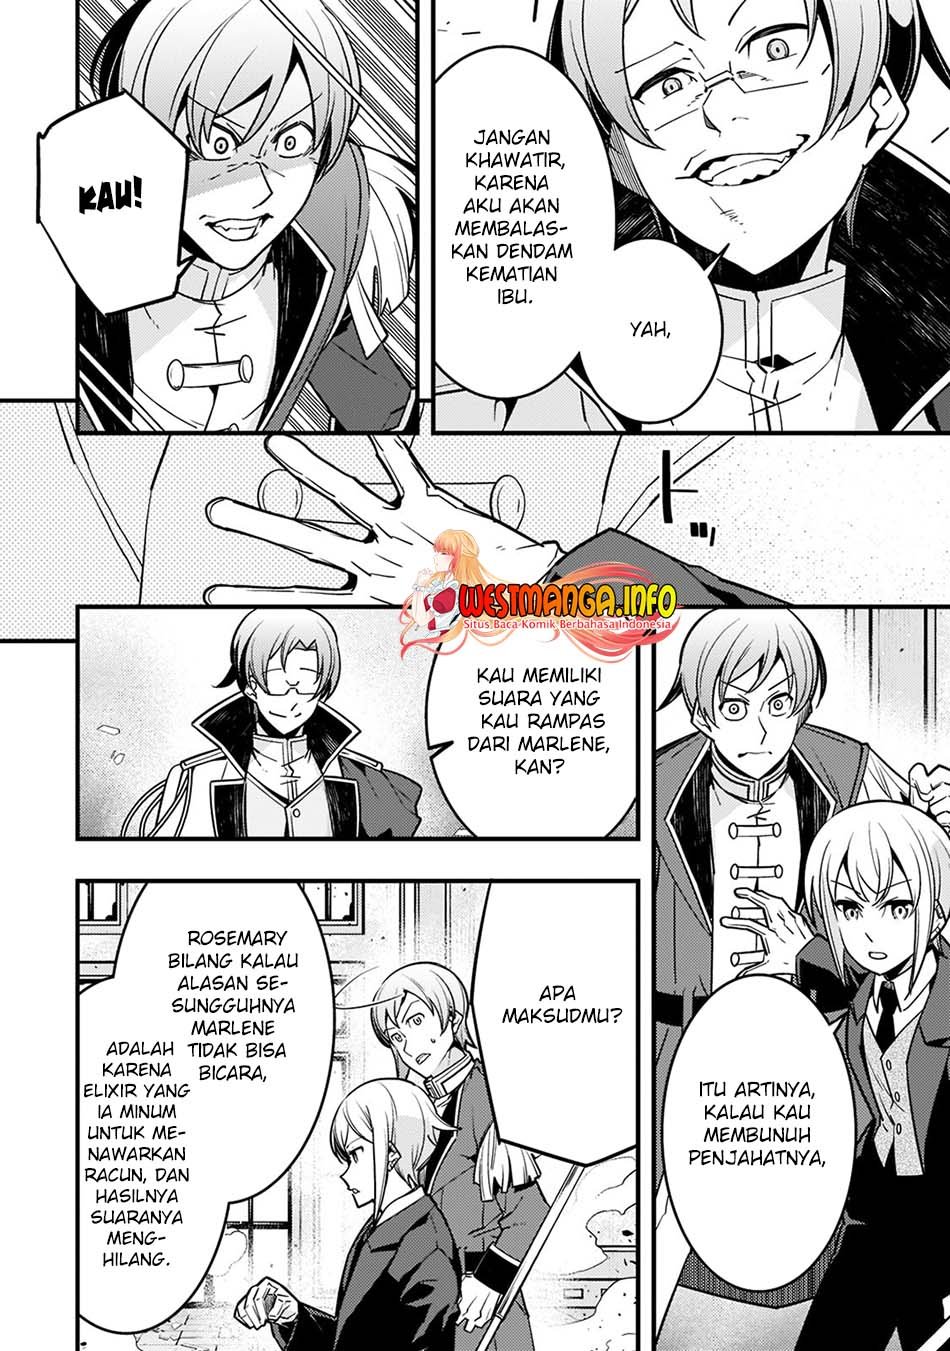 YAH,
JANGAN
KHAWATIR,
KARENA
AKU AKAN
MEMBALAS-
KAN DENDAM
KEMATIAN
IBU.
KAU!
WESTMANGA.INFO
Situs Baca Komik Berbahasa Indonesia
KAU MEMILIKI
SUARA YANG
KAU RAMPAS
DARI MARLENE,
KAN?
ITU ARTINYA,
KALAU KAU
MEMBUNUH
PENJAHATNYA,
APA
MAKSUDMU?
ROSEMARY
BILANG KALAU
ALASAN SE-
SUNGGUHNYA
MARLENE
TIDAK BISA
BICARA,
ADALAH
KARENA
ELIXIR YANG
IA MINUM
UNTUK ME-
NAWARKAN
RACUN, DAN
HASILNYA
SUARANYA
MENG-
HILANG.